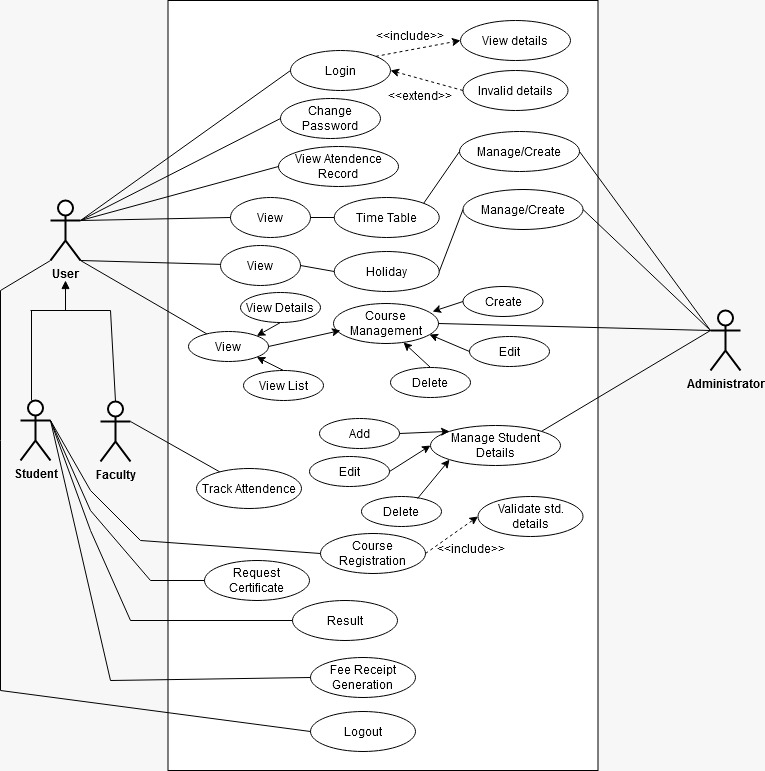 <<include>>
View details
Login
Invalid details
<<extend>>
Change
Password
View Atendence
Record
Manage/Create
View
Time Table
Manage/Create
User
View
Holiday
View Details
Create
Course
Management
View
Edit
View List
Delete
Administrator
Add
Manage Student
Details
Student
Faculty
Edit
Track Attendence
Delete
Validate std.
details
Course
Registration
<<include>>
Request
Certificate
Result
Fee Receipt
Generation
Logout